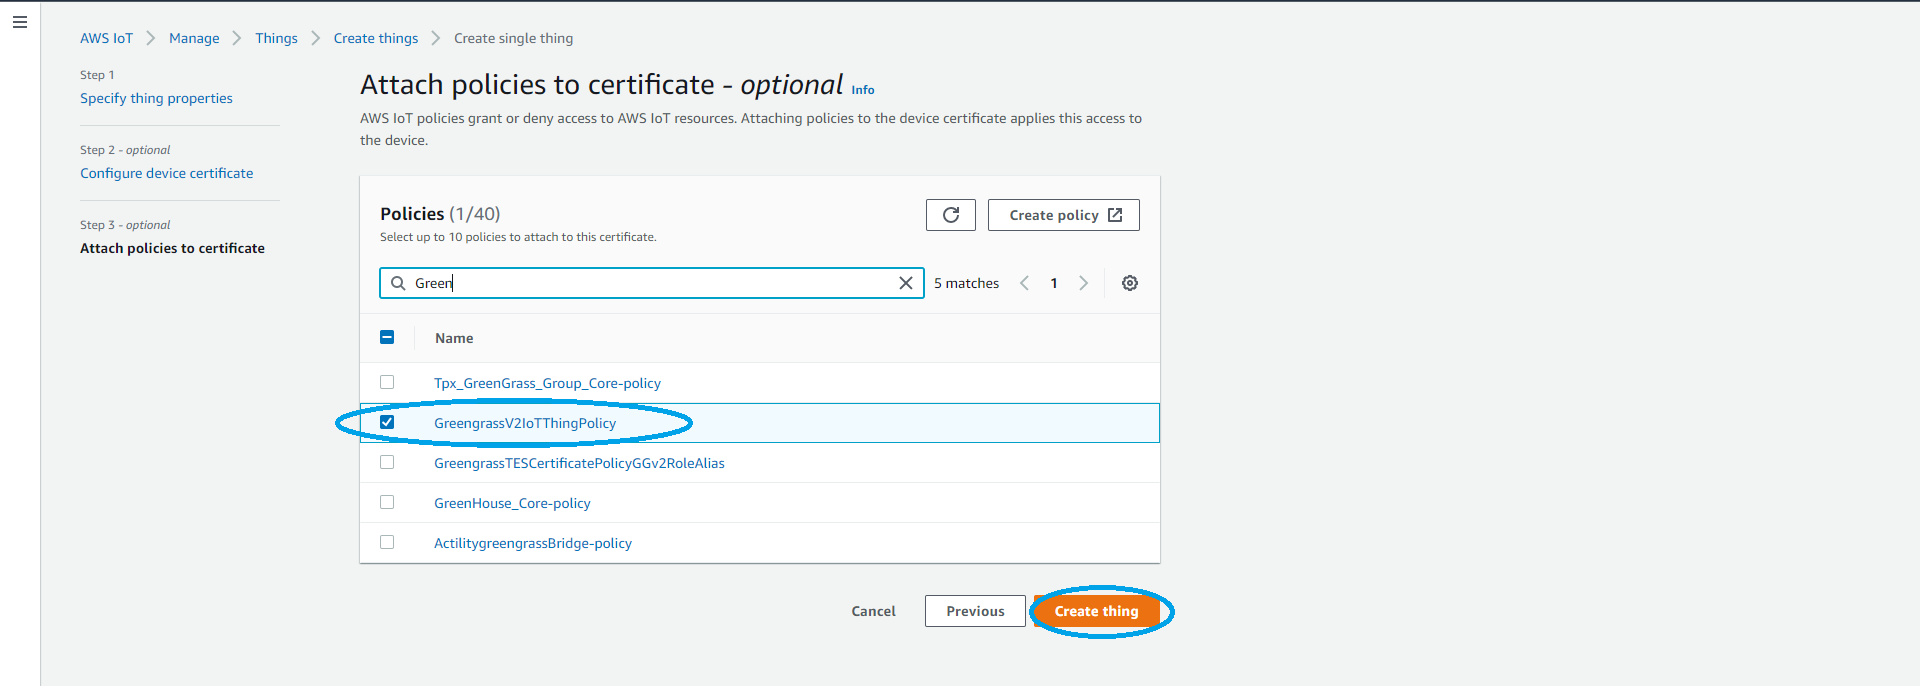 AWS IoT > Manage > Things > Create things > Create single thing
Step 1
Specify thing properties
Step 2 - optional
Configure device certificate
Step 3 - optional
Attach policies to certificate
Attach policies to certificate - optional Info
AWS IoT policies grant or deny access to AWS IoT resources. Attaching policies to the device certificate applies this access to
the device.
Policies (1/40)
Select up to 10 policies to attach to this certificate.
Create policy
Green
5 matches
1
Name
Tpx_GreenGrass_Group_Core-policy
GreengrassV2IoTThingPolicy
GreengrassTESCertificatePolicyGGv2RoleAlias
GreenHouse_Core-policy
ActilitygreengrassBridge-policy
Cancel
Previous
Create thing